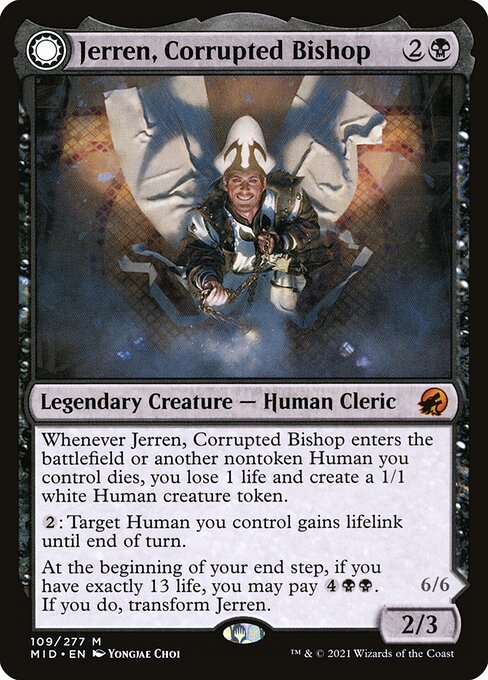 Jerren, Corrupted Bishop 2
Legendary Creature — Human Cleric
Whenever Jerren, Corrupted Bishop enters the
battlefield or another nontoken Human you
control dies, you lose 1 life and create a 1/1
white Human creature token.
2: Target Human you control gains lifelink
until end of turn.
At the beginning of your end step, if you
have exactly 13 life, you may pay 4.
If you do, transform Jerren.
6/6
2/3
109/277 M
MID • EN Yongjae Choi
™ & © 2021 Wizards of the Coast